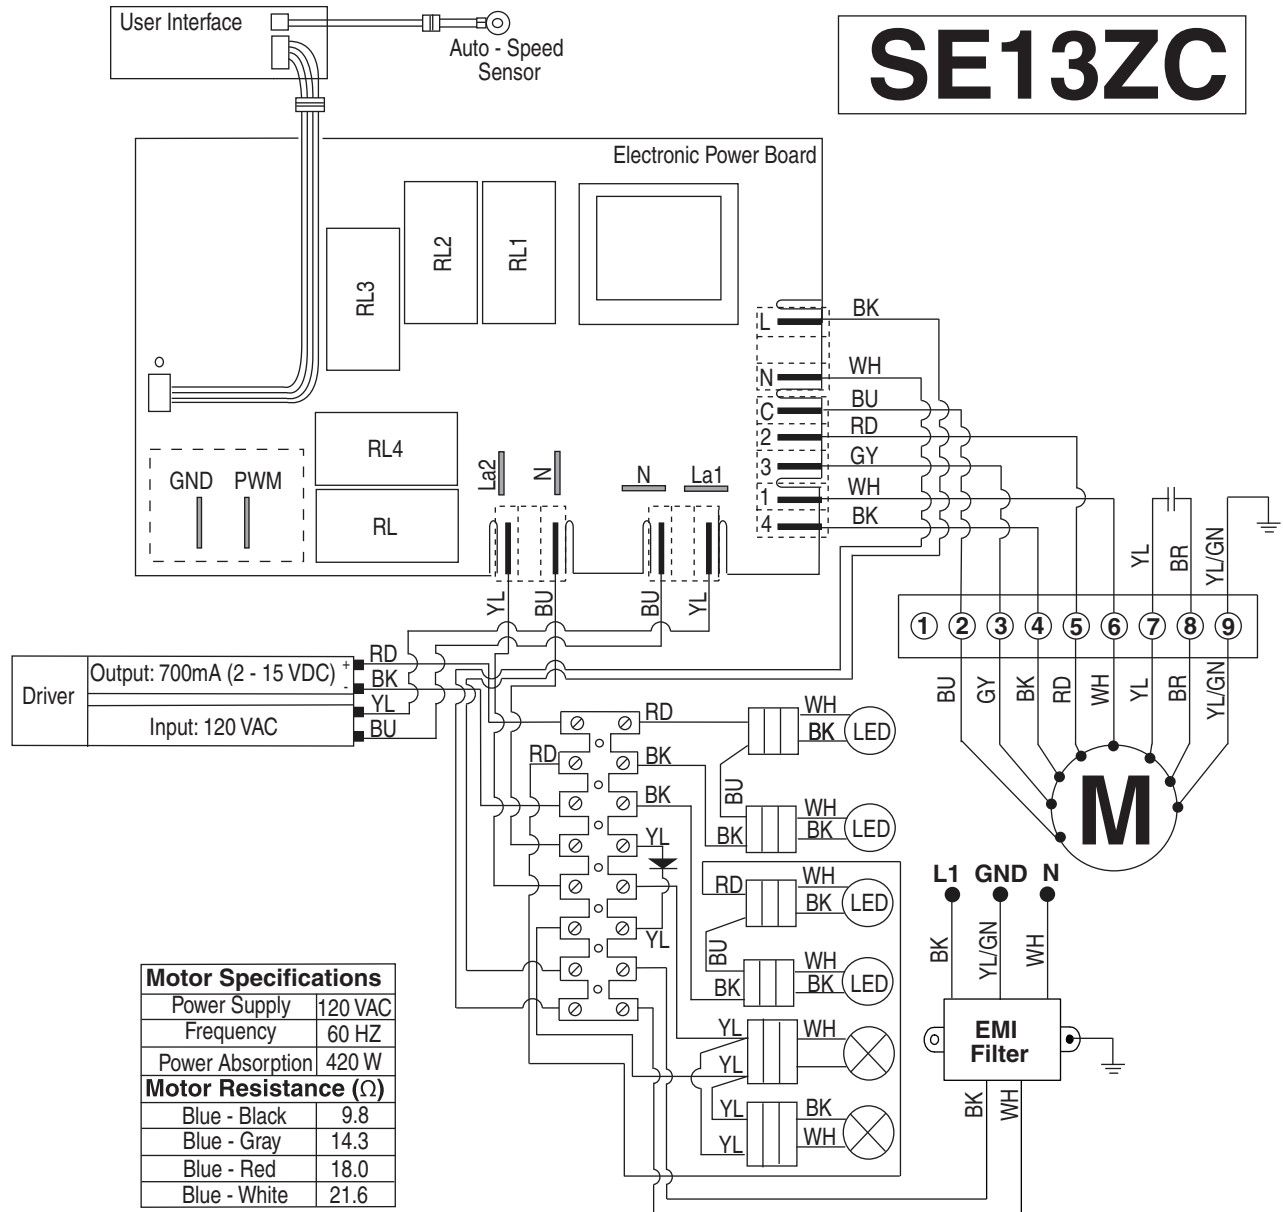 User Interface
Auto - Speed
Sensor
SE13ZC
Electronic Power Board
RL3
RL2
RL1
L
BK
N
WH
C
BU
2
RD
3
GY
1
WH
4
BK
RL4
RL
GND
PWM
La2
N
N
La1
YL
BU
BU
YL
YL
BR
YL/GN
1
2
3
4
5
6
7
8
9
BU
GY
BK
RD
WH
YL
BR
YL/GN
M
Driver
Output: 700mA (2 - 15 VDC)
+
-
Input: 120 VAC
RD
BK
YL
BU
RD
WH
BK
LED
RD
BK
BU
BK
WH
BK
LED
BK
YL
RD
WH
BK
LED
YL
BU
BK
WH
BK
LED
YL
WH
YL
YL
BK
YL
WH
L1
GND
N
BK
YL/GN
WH
EMI
Filter
BK
WH
Motor Specifications
Power Supply 120 VAC
Frequency 60 HZ
Power Absorption 420 W
Motor Resistance (Ω)
Blue - Black 9.8
Blue - Gray 14.3
Blue - Red 18.0
Blue - White 21.6